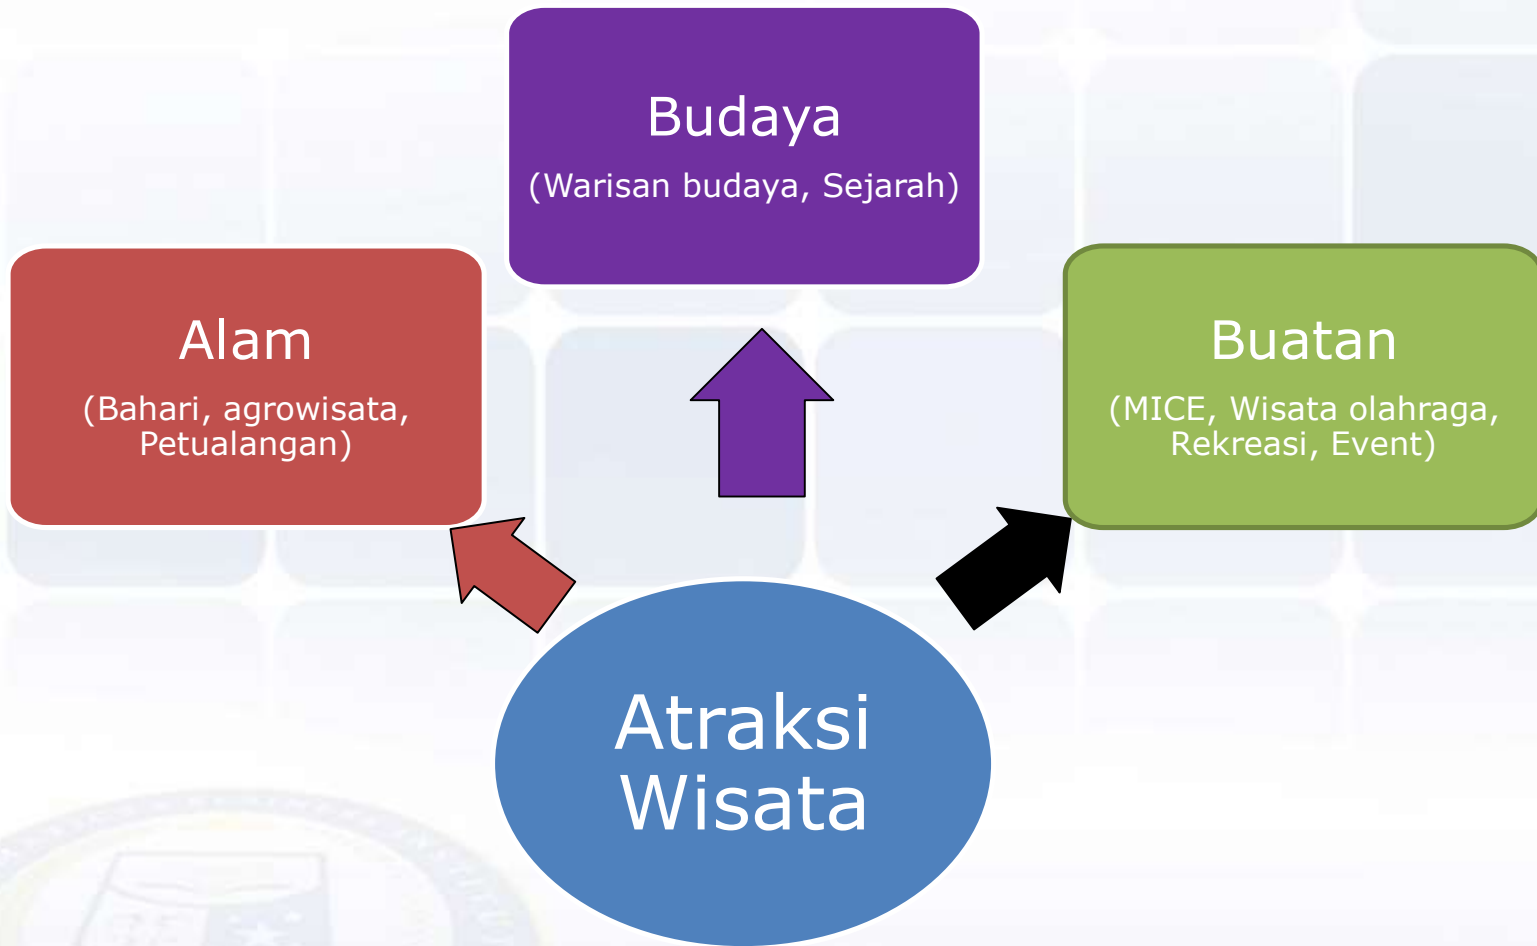 Budaya
(Warisan budaya, Sejarah)
Alam
(Bahari, agrowisata,
Petualangan)
Buatan
(MICE, Wisata olahraga,
Rekreasi, Event)
Atraksi
Wisata